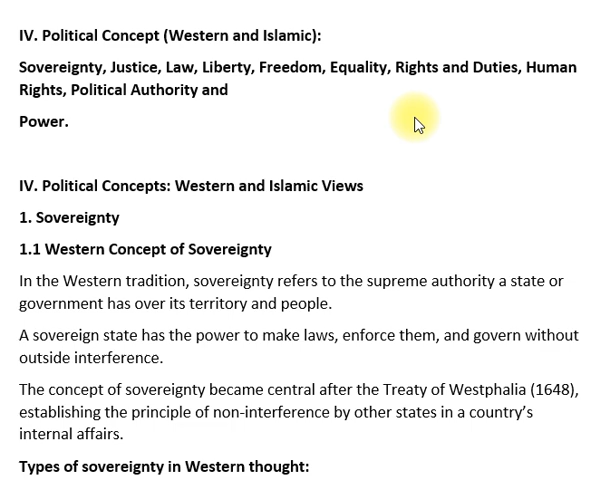 IV. Political Concept (Western and Islamic):
Sovereignty, Justice, Law, Liberty, Freedom, Equality, Rights and Duties, Human
Rights, Political Authority and
Power.
IV. Political Concepts: Western and Islamic Views
1. Sovereignty
1.1 Western Concept of Sovereignty
In the Western tradition, sovereignty refers to the supreme authority a state or
government has over its territory and people.
A sovereign state has the power to make laws, enforce them, and govern without
outside interference.
The concept of sovereignty became central after the Treaty of Westphalia (1648),
establishing the principle of non-interference by other states in a country’s
internal affairs.
Types of sovereignty in Western thought: